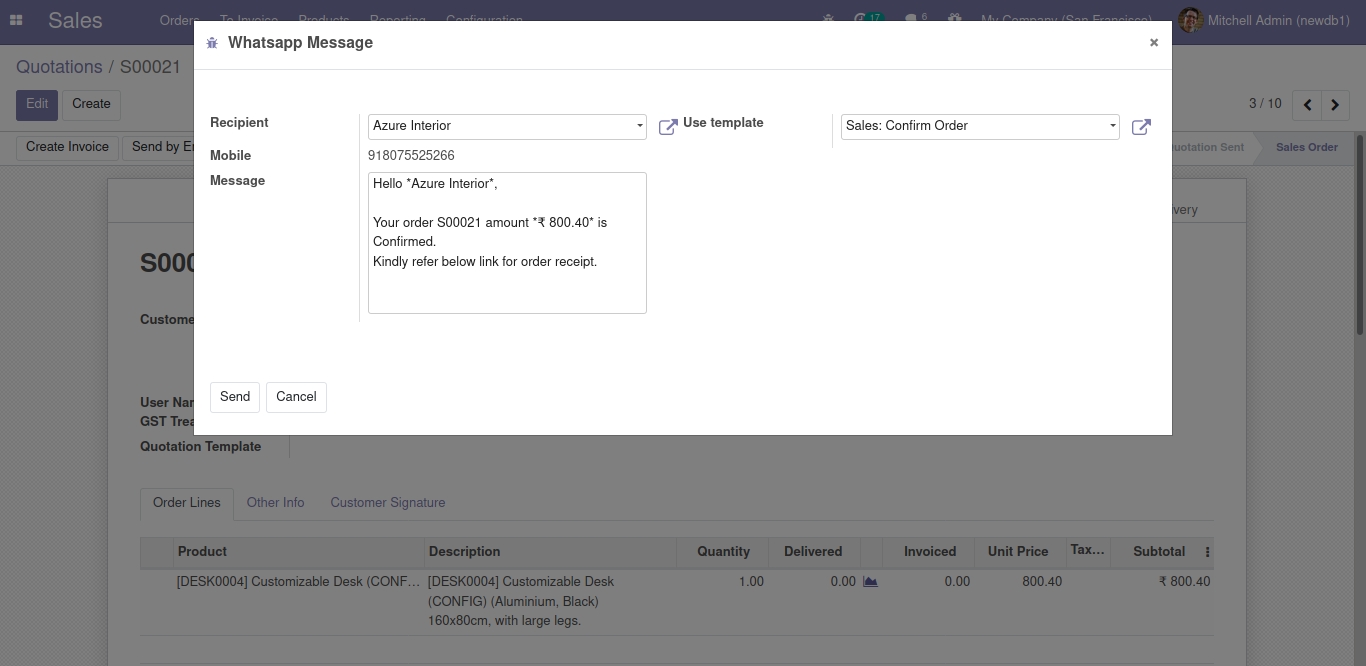 Sales Orders To Invoice Products Reporting Configuration 17 6 My Company (San Francisco) Mitchell Admin (newdb1)
Whatsapp Message ×
Quotations / S00021
Edit Create 3 / 10
Create Invoice Send by E
uotation Sent Sales Order
Recipient Azure Interior Use template Sales: Confirm Order
Mobile 918075525266
Message Hello *Azure Interior*,
Your order S00021 amount *₹ 800.40* is
Confirmed.
Kindly refer below link for order receipt.
very
S000
Custome
Send Cancel
User Nar
GST Trea
Quotation Template
Order Lines Other Info Customer Signature
Product Description Quantity Delivered Invoiced Unit Price Tax... Subtotal
[DESK0004] Customizable Desk (CONF... [DESK0004] Customizable Desk 1.00 0.00 0.00 800.40 ₹ 800.40
(CONFIG) (Aluminium, Black)
160x80cm, with large legs.